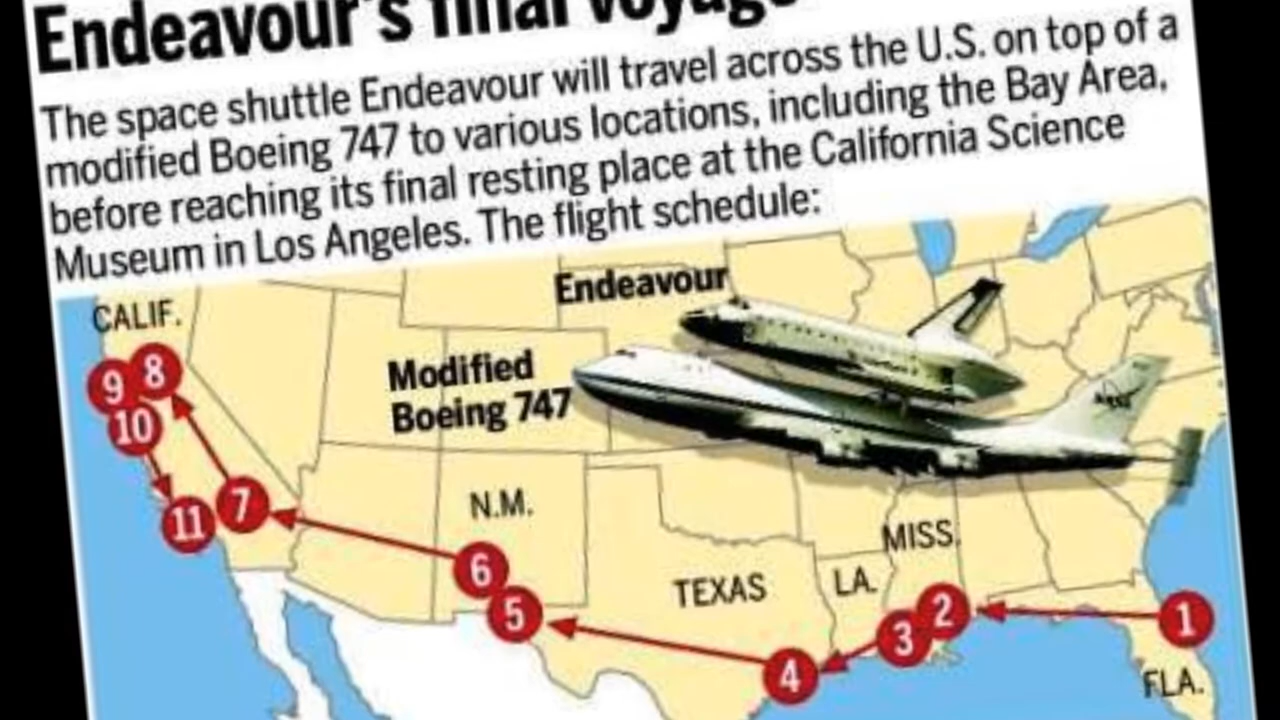 Endeavour's final voyage
The space shuttle Endeavour will travel across the U.S. on top of a
modified Boeing 747 to various locations, including the Bay Area,
before reaching its final resting place at the California Science
Museum in Los Angeles. The flight schedule:
Endeavour
CALIF.
Modified
Boeing 747
NASA
9 8
10
11 7
N.M.
MISS.
6
TEXAS
LA.
5
2
1
3
4
FLA.